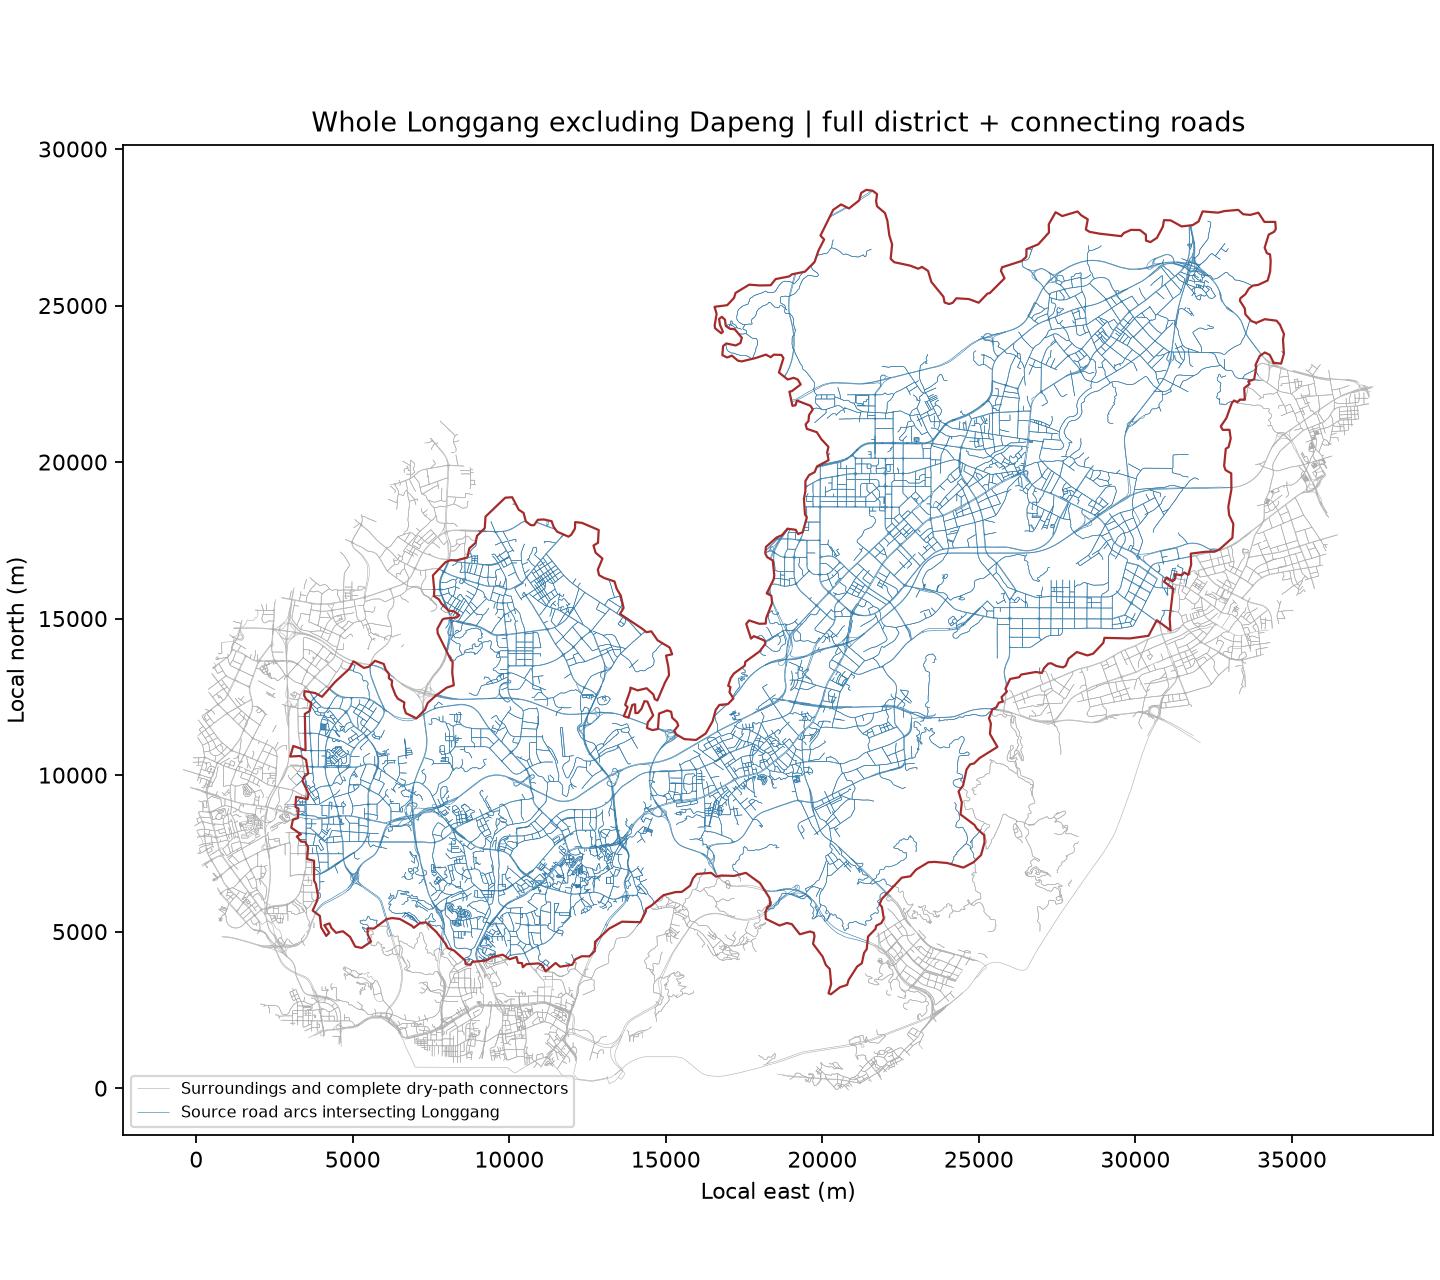 Whole Longgang excluding Dapeng | full district + connecting roads
30000
25000
20000
15000
10000
5000
0
Local north (m)
Surroundings and complete dry-path connectors
Source road arcs intersecting Longgang
0 5000 10000 15000 20000 25000 30000 35000
Local east (m)